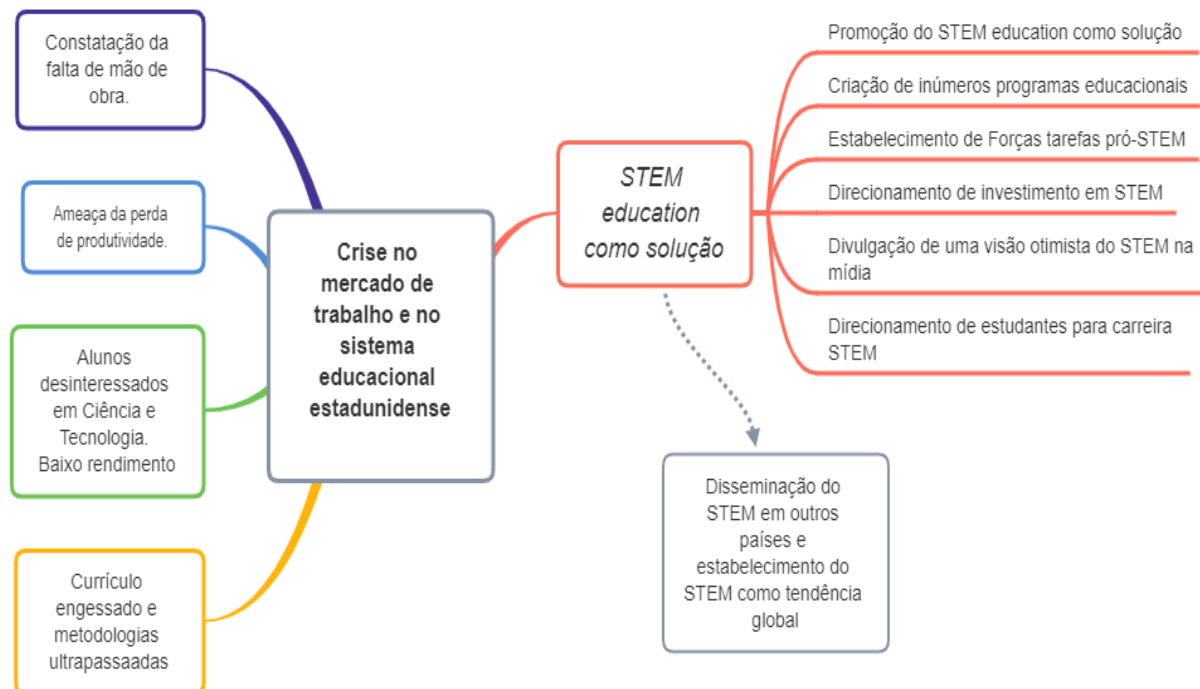 Constatação da
falta de mão de
obra.
Ameaça da perda
de produtividade.
Alunos
desinteressados
em Ciência e
Tecnologia.
Baixo rendimento
Currículo
engessado e
metodologias
ultrapassaadas
Crise no
mercado de
trabalho e no
sistema
educacional
estadunidense
STEM
education
como solução
Promoção do STEM education como solução
Criação de inúmeros programas educacionais
Estabelecimento de Forças tarefas pró-STEM
Direcionamento de investimento em STEM
Divulgação de uma visão otimista do STEM na
mídia
Direcionamento de estudantes para carreira
STEM
Disseminação do
STEM em outros
países e
estabelecimento do
STEM como tendência
global